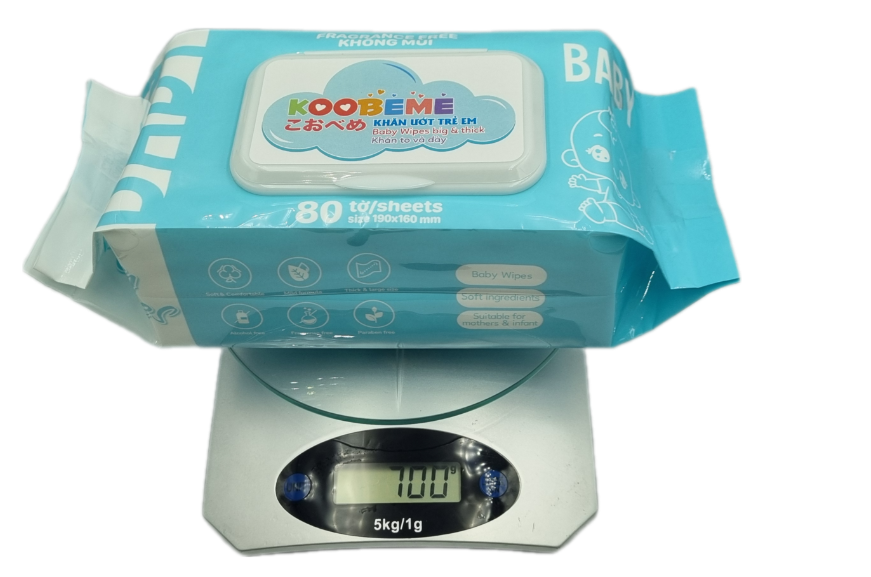 FRAGRANCE FREE
KHÔNG MÙI
BABY
KOOBEME
こおべめ KHĂN ƯỚT TRẺ EM
Baby Wipes big & thick
Khăn to và dày
80 tờ/sheets
size 190x160 mm
Baby Wipes
Soft ingredients
Suitable for
mothers & infant
Paraben free
700g
5kg/1g